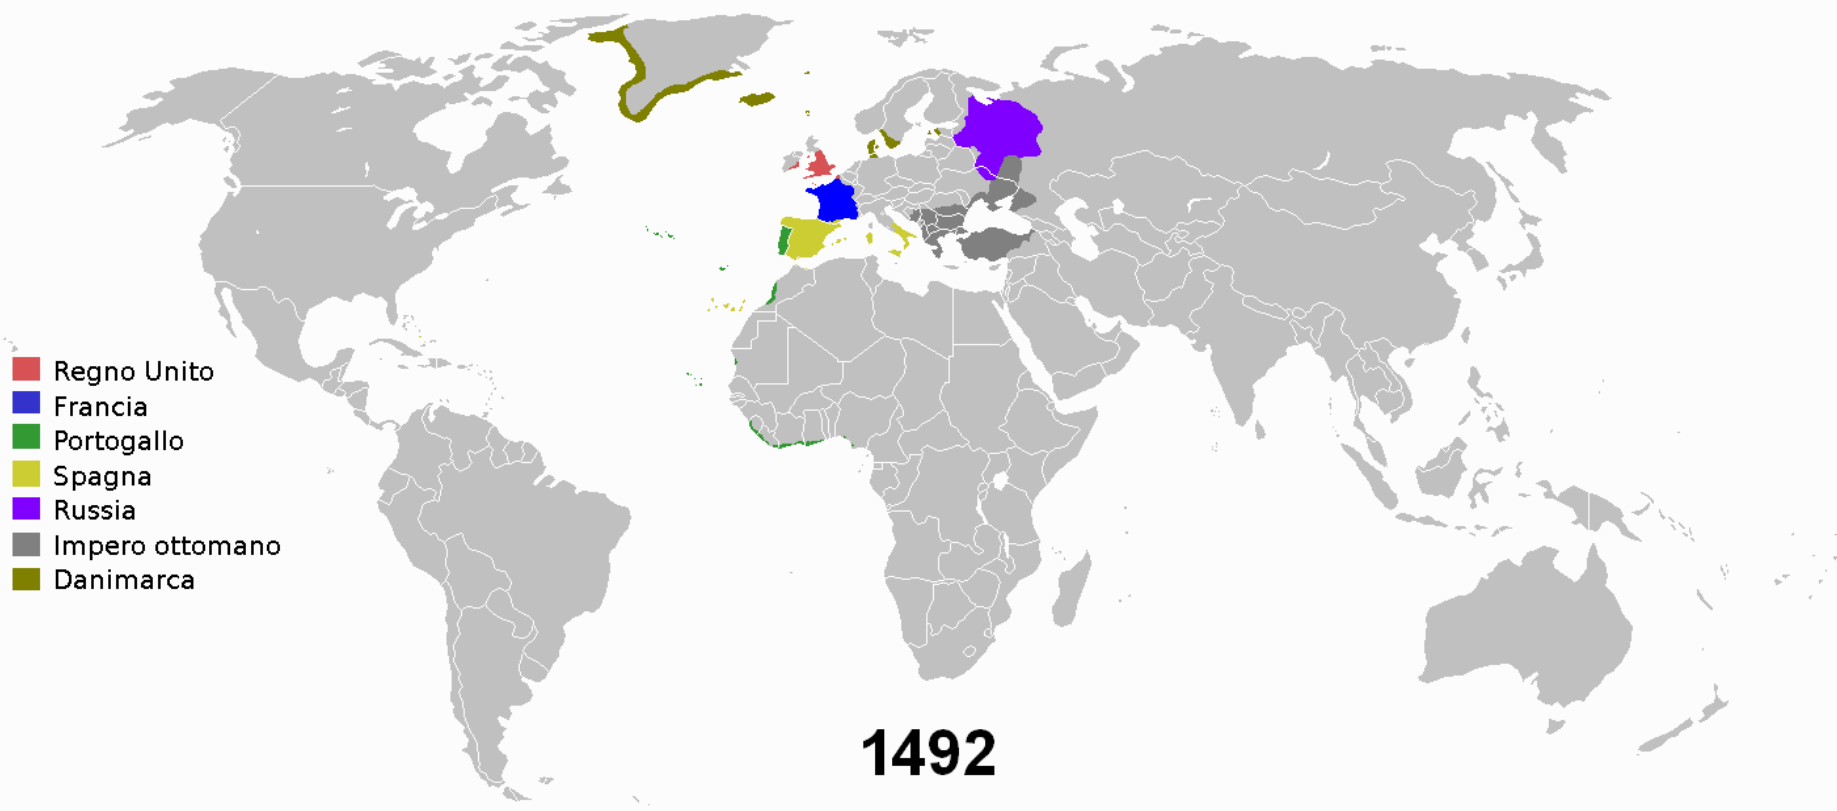 Regno Unito
Francia
Portogallo
Spagna
Russia
Impero ottomano
Danimarca
1492